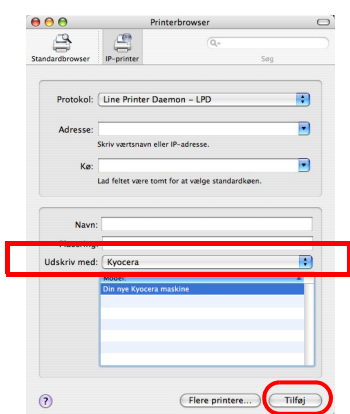 Printerbrowser
Standardbrowser IP-printer Søg
Protokol: Line Printer Daemon – LPD
Adresse:
Skriv værtsnavn eller IP-adresse.
Kø:
Lad feltet være tomt for at vælge standardkøen.
Navn:
Placering:
Udskriv med: Kyocera
Model
Din nye Kyocera maskine
? Flere printere... Tilføj